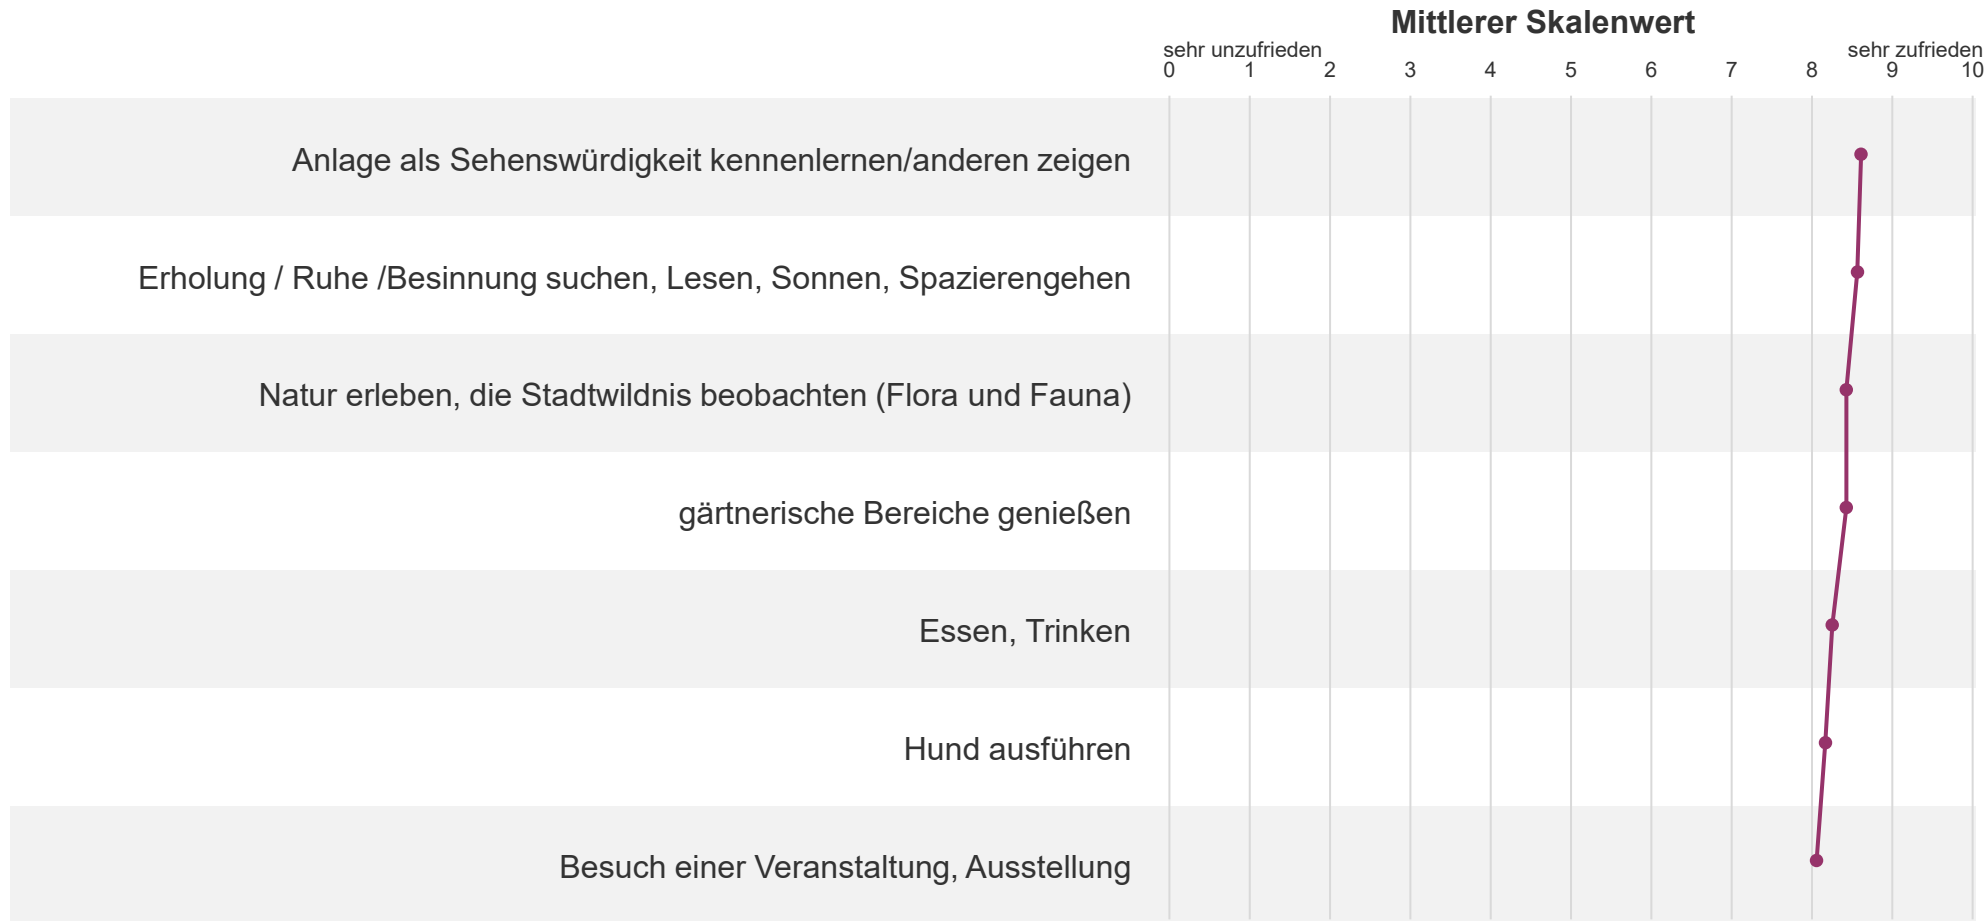 Mittlerer Skalenwert
sehr unzufrieden sehr zufrieden
0 1 2 3 4 5 6 7 8 9 10
Anlage als Sehenswürdigkeit kennenlernen/anderen zeigen
Erholung / Ruhe /Besinnung suchen, Lesen, Sonnen, Spazierengehen
Natur erleben, die Stadtwildnis beobachten (Flora und Fauna)
gärtnerische Bereiche genießen
Essen, Trinken
Hund ausführen
Besuch einer Veranstaltung, Ausstellung